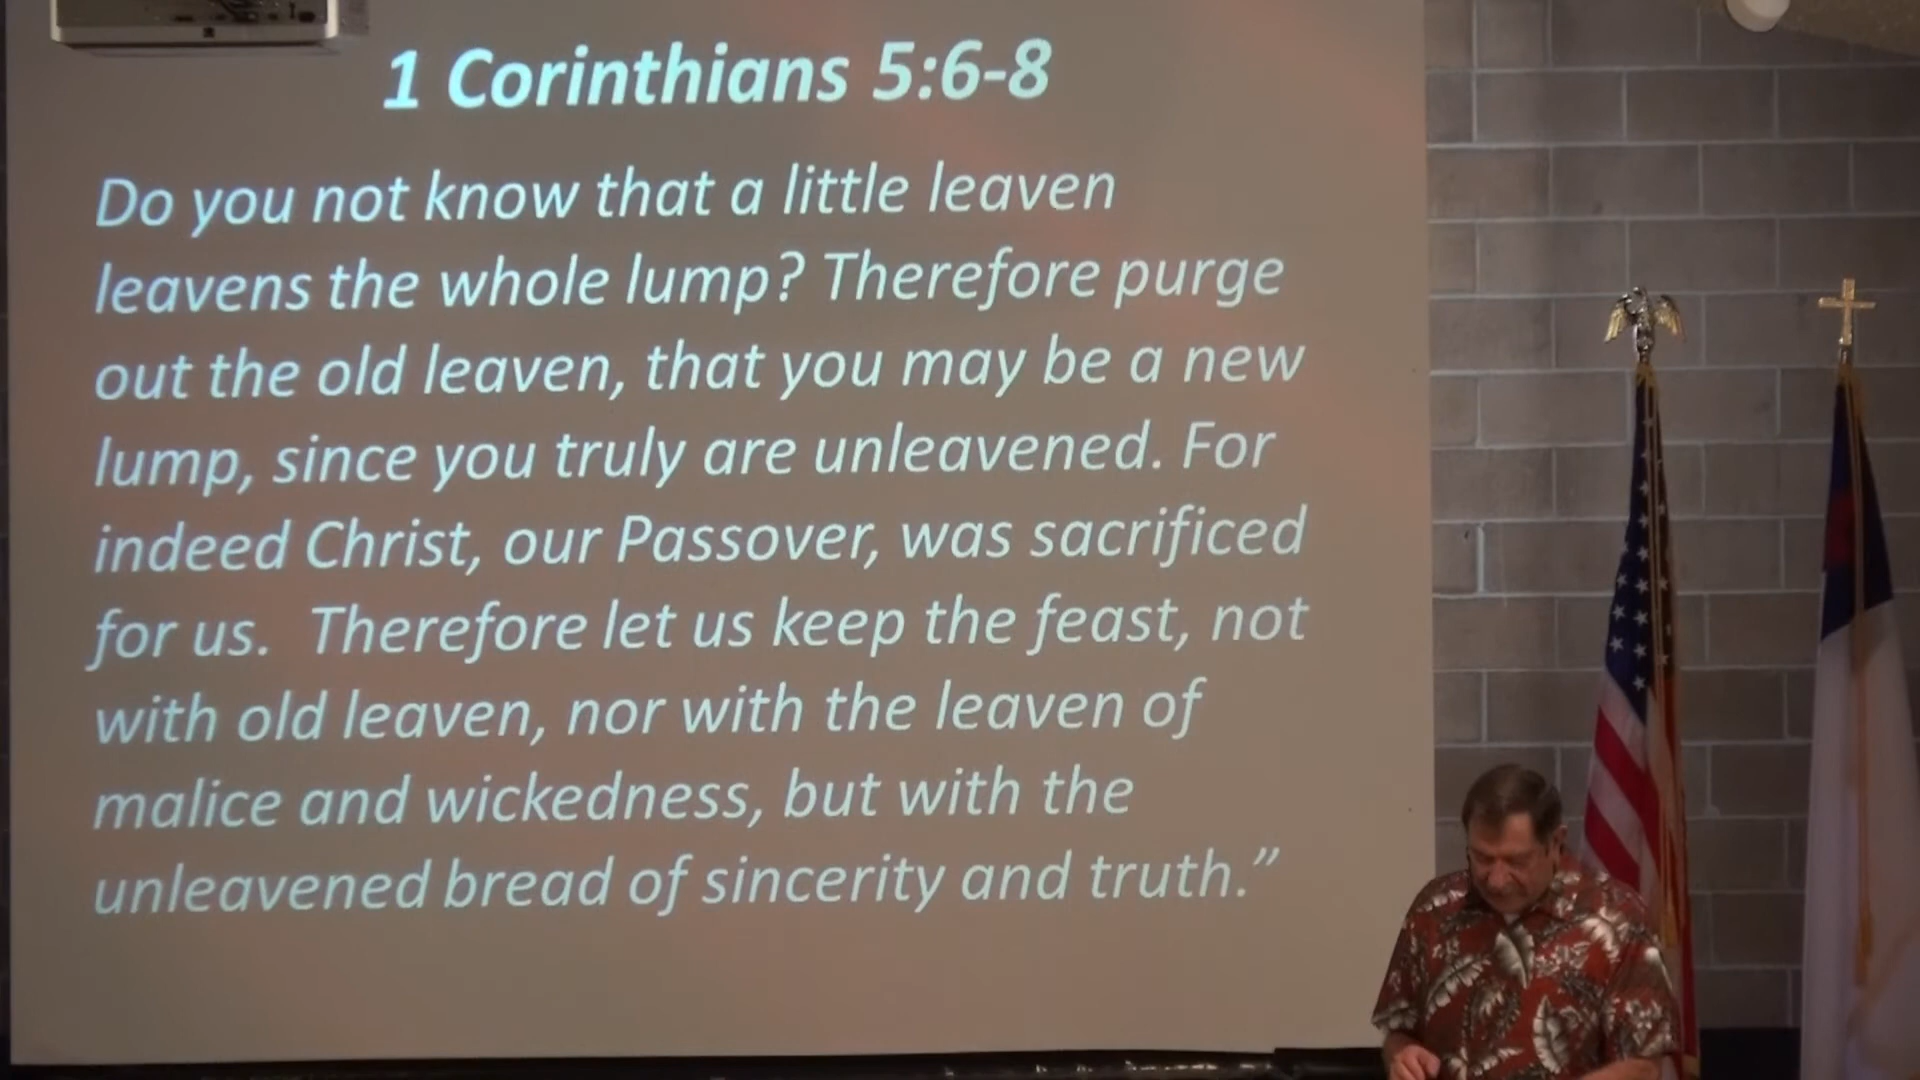 1 Corinthians 5:6-8
Do you not know that a little leaven
leavens the whole lump? Therefore purge
out the old leaven, that you may be a new
lump, since you truly are unleavened. For
indeed Christ, our Passover, was sacrificed
for us.  Therefore let us keep the feast, not
with old leaven, nor with the leaven of
malice and wickedness, but with the
unleavened bread of sincerity and truth.”